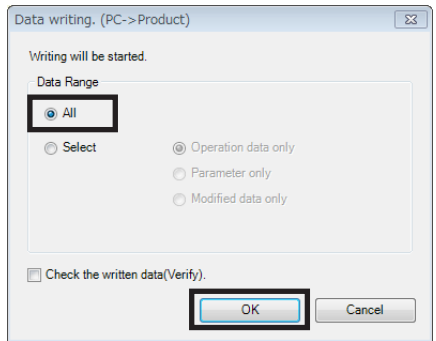 Data writing. (PC->Product)
Writing will be started.
Data Range
All
Select
Operation data only
Parameter only
Modified data only
Check the written data(Verify).
OK Cancel